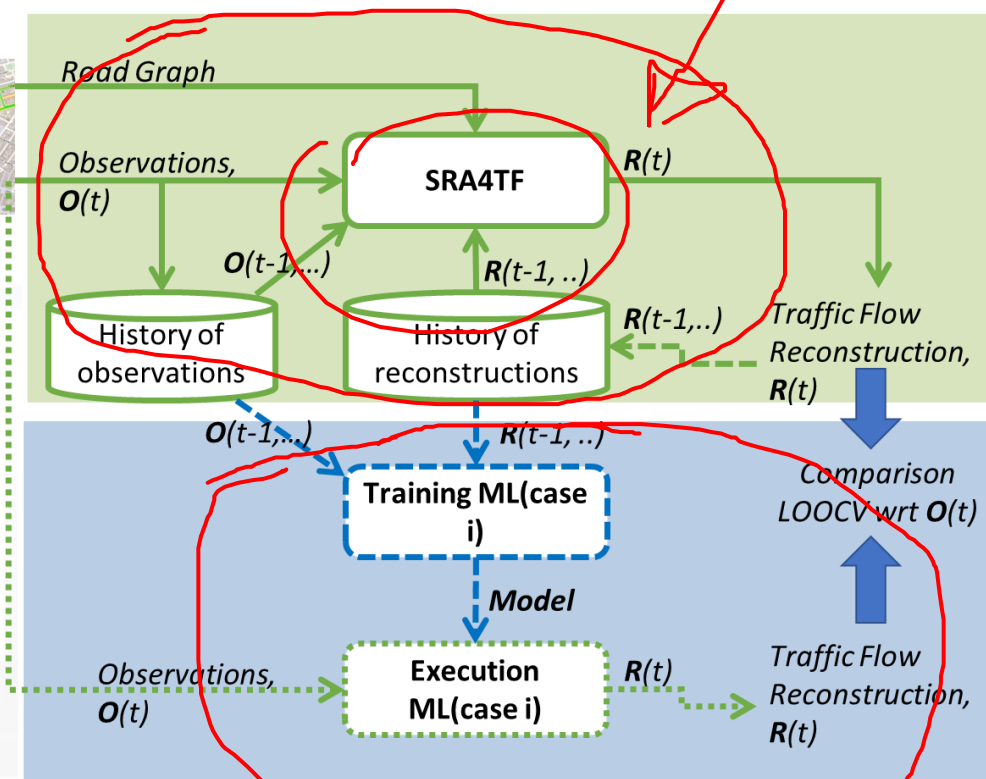 Road Graph
Observations,
O(t)
SRA4TF
R(t)
O(t-1,...)
R(t-1, ..)
History of
observations
History of
reconstructions
R(t-1,..)
Traffic Flow
Reconstruction,
R(t)
O(t-1,...)
R(t-1, ..)
Training ML(case
i)
Comparison
LOOCV wrt O(t)
Model
Observations,
O(t)
Execution
ML(case i)
R(t)
Traffic Flow
Reconstruction,
R(t)